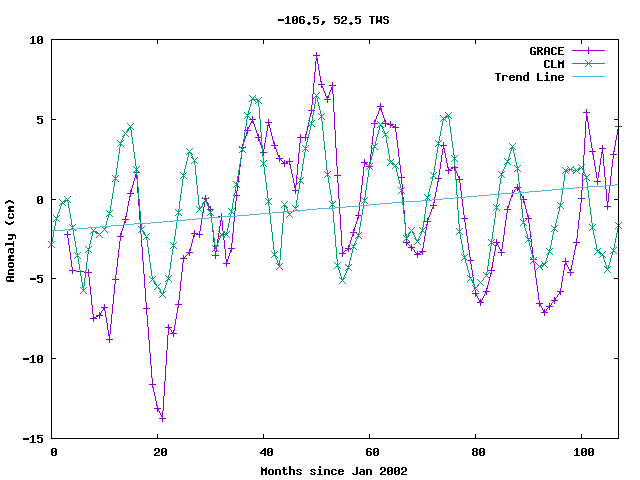 -106.5, 52.5 TWS
10
GRACE
CLM
Trend Line
5
0
Anomaly (cm)
-5
-10
-15
0 20 40 60 80 100
Months since Jan 2002